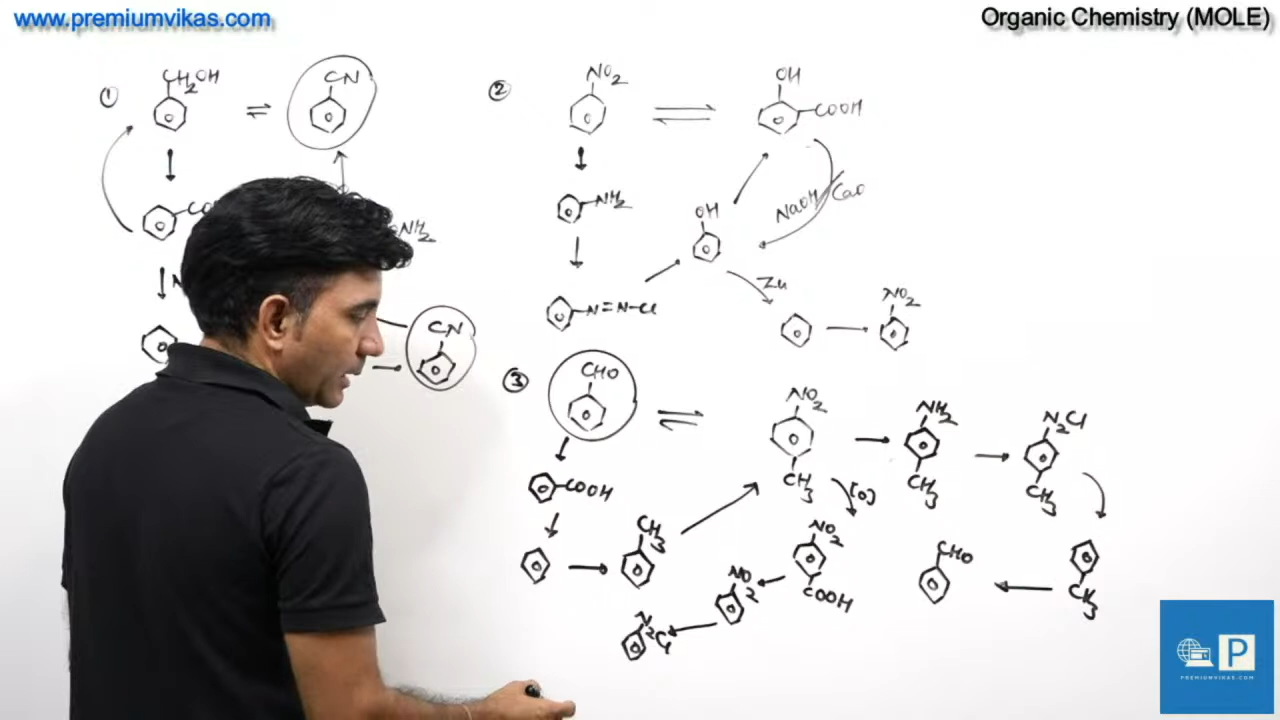 www.premiumvikas.com
Organic Chemistry (MOLE)
①
CH2OH
⇌
CN
NH2
CN
②
NO2
⇌
OH
COOH
NaOH/CaO
NH2
OH
N=N-Cl
Zn
NO2
③
CHO
⇌
NO2
CH3
NH2
CH3
N2Cl
CH3
COOH
[O]
CH3
NO2
COOH
CHO
CH3
NO2
P
PREMIUMVIKAS.COM